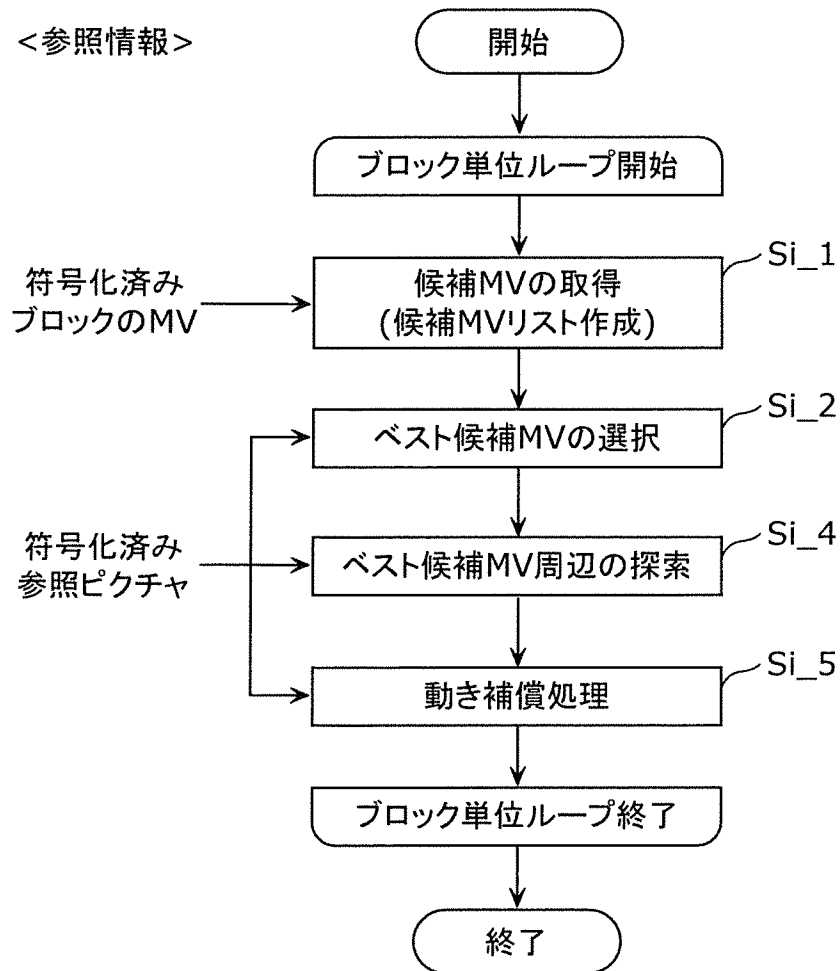 <参照情報>
開始
ブロック単位ループ開始
Si_1
符号化済み
ブロックのMV
候補MVの取得
(候補MVリスト作成)
Si_2
ベスト候補MVの選択
Si_4
符号化済み
参照ピクチャ
ベスト候補MV周辺の探索
Si_5
動き補償処理
ブロック単位ループ終了
終了